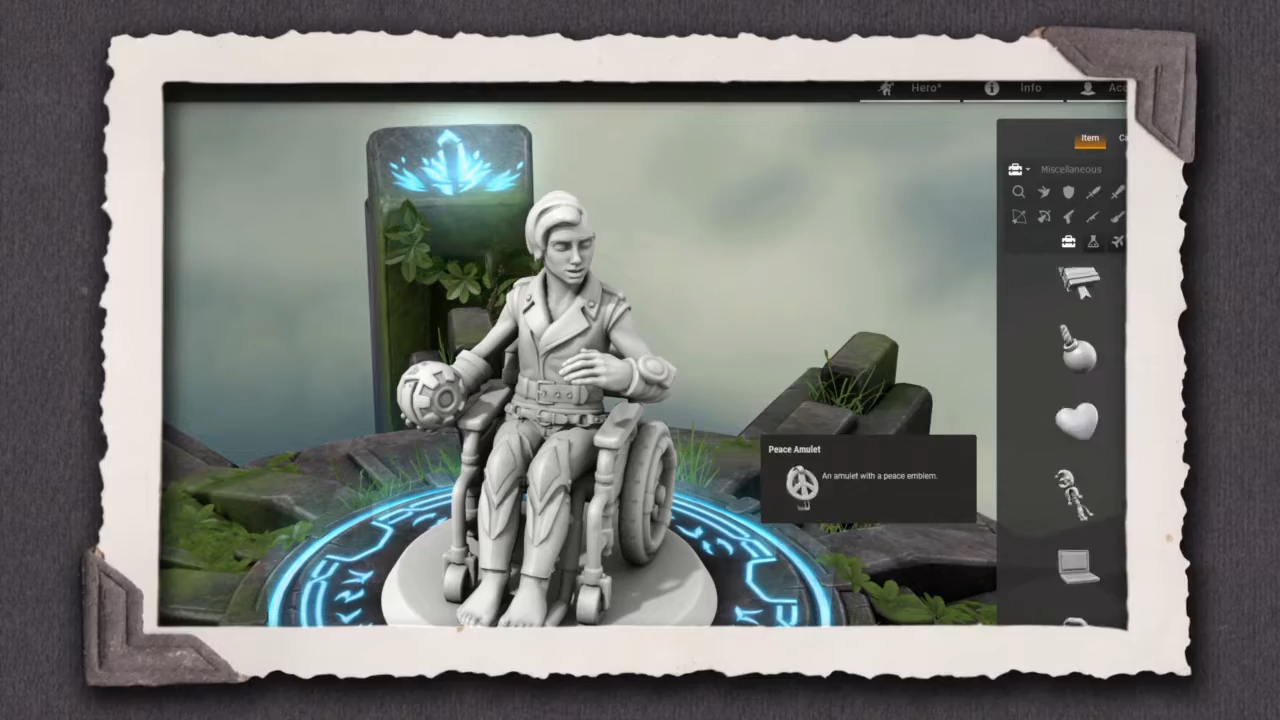 Hero* Info
Item
Miscellaneous
Peace Amulet
An amulet with a peace emblem.